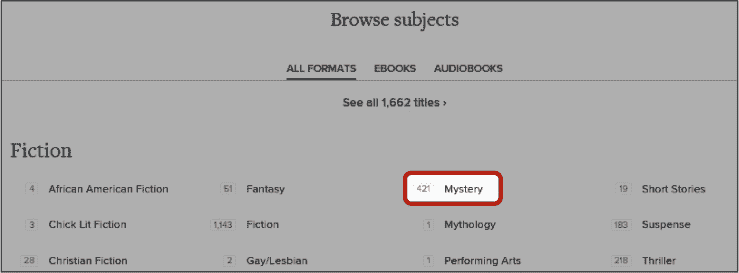 Browse subjects
ALL FORMATS EBOOKS AUDIOBOOKS
See all 1,662 titles ›
Fiction
4 African American Fiction 51 Fantasy 421 Mystery 19 Short Stories
3 Chick Lit Fiction 1,143 Fiction 1 Mythology 183 Suspense
28 Christian Fiction 2 Gay/Lesbian 1 Performing Arts 218 Thriller